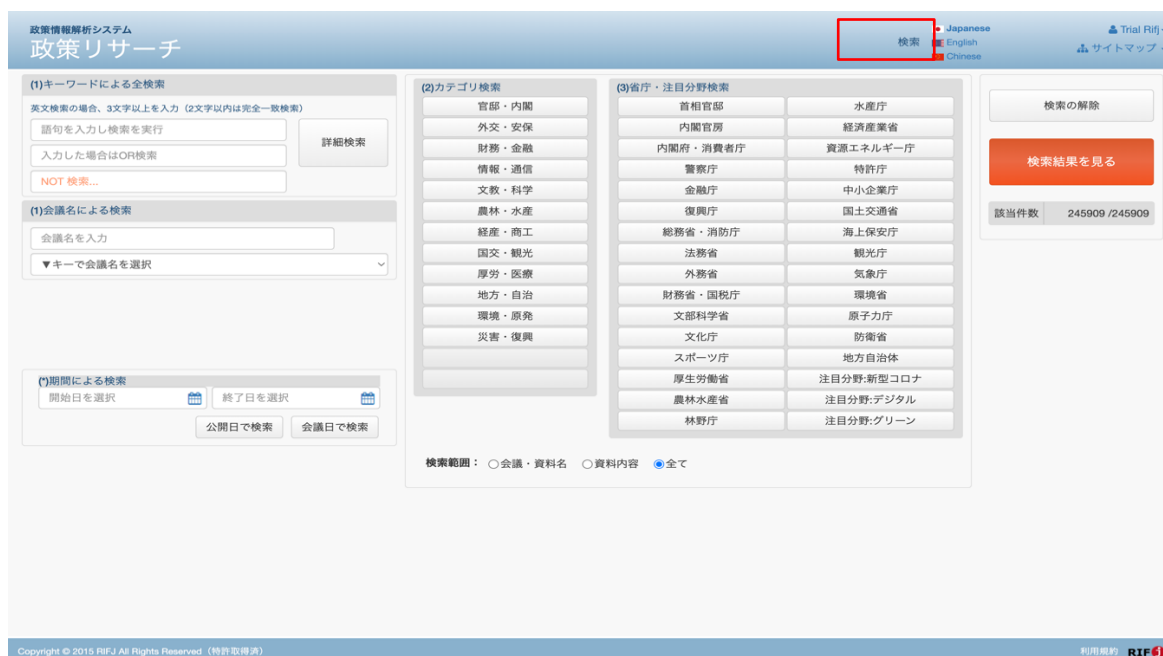 政策情報解析システム
政策リサーチ
検索
Japanese
English
Chinese
Trial Rifj
サイトマップ
(1)キーワードによる全検索
英文検索の場合、3文字以上を入力（2文字以内は完全一致検索）
語句を入力し検索を実行
入力した場合はOR検索
NOT 検索...
詳細検索
(1)会議名による検索
会議名を入力
▼キーで会議名を選択
(*)期間による検索
開始日を選択
終了日を選択
公開日で検索
会議日で検索
(2)カテゴリ検索
官邸・内閣
外交・安保
財務・金融
情報・通信
文教・科学
農林・水産
経産・商工
国交・観光
厚労・医療
地方・自治
環境・原発
災害・復興
(3)省庁・注目分野検索
首相官邸 水産庁
内閣官房 経済産業省
内閣府・消費者庁 資源エネルギー庁
警察庁 特許庁
金融庁 中小企業庁
復興庁 国土交通省
総務省・消防庁 海上保安庁
法務省 観光庁
外務省 気象庁
財務省・国税庁 環境省
文部科学省 原子力庁
文化庁 防衛省
スポーツ庁 地方自治体
厚生労働省 注目分野:新型コロナ
農林水産省 注目分野:デジタル
林野庁 注目分野:グリーン
検索範囲： 会議・資料名 資料内容 全て
検索の解除
検索結果を見る
該当件数 245909 /245909
Copyright © 2015 RIFJ All Rights Reserved（特許取得済）
利用規約 RIF